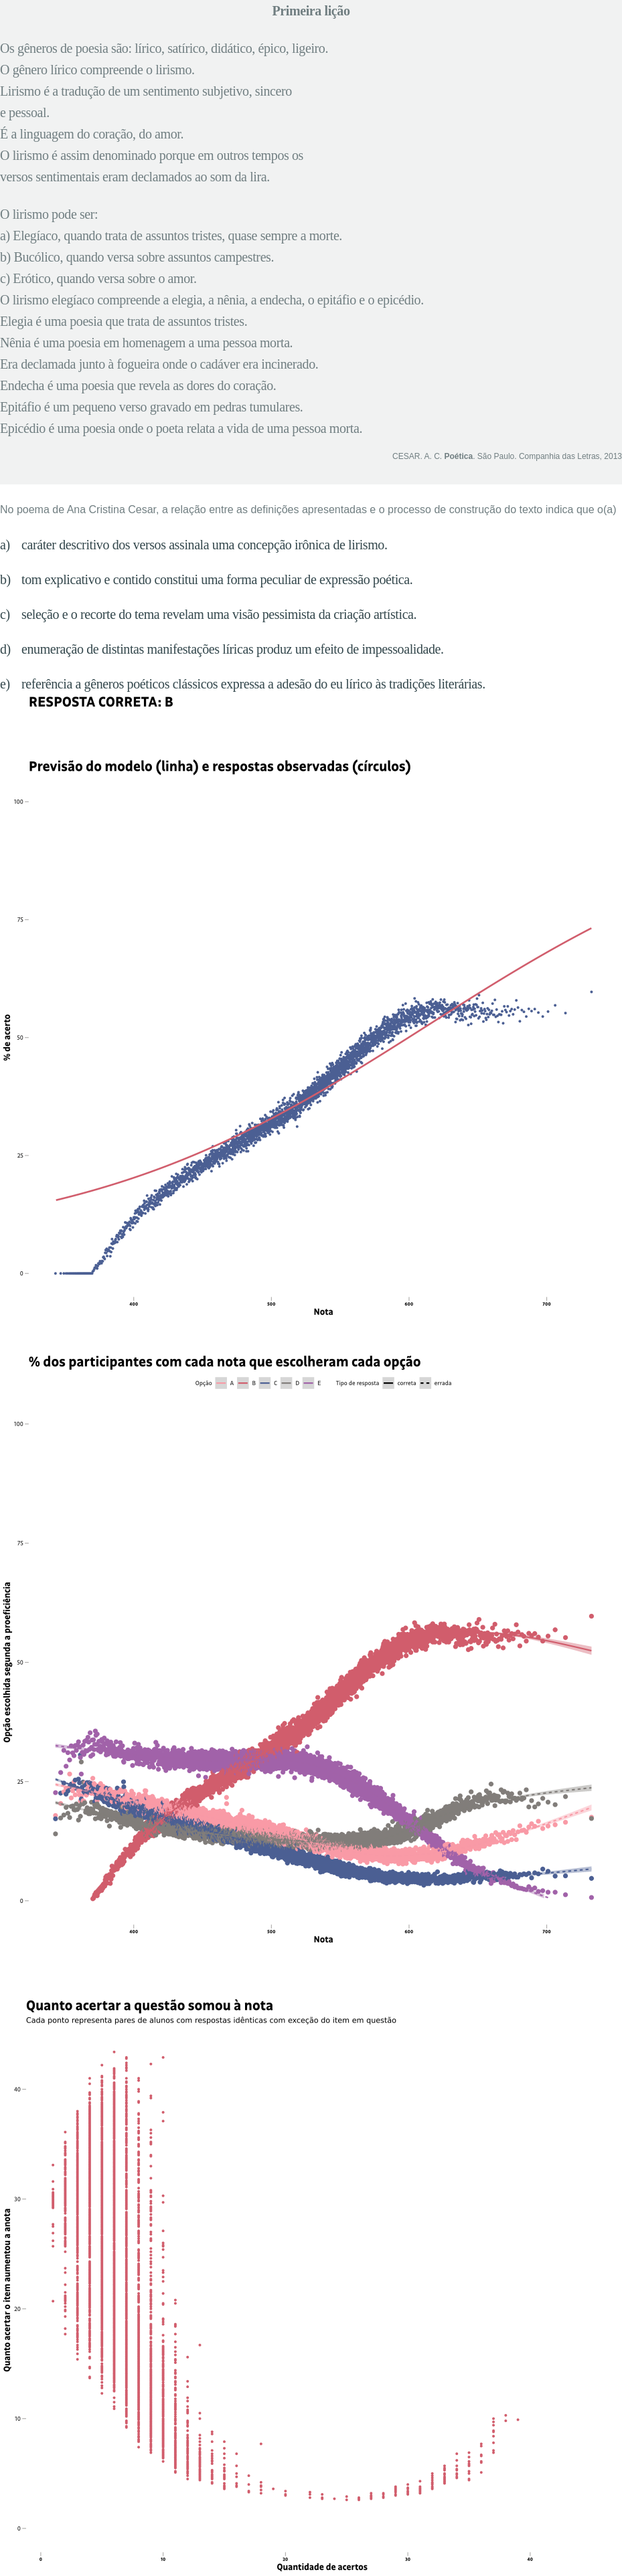 Primeira lição
Os gêneros de poesia são: lírico, satírico, didático, épico, ligeiro.
O gênero lírico compreende o lirismo.
Lirismo é a tradução de um sentimento subjetivo, sincero
e pessoal.
É a linguagem do coração, do amor.
O lirismo é assim denominado porque em outros tempos os
versos sentimentais eram declamados ao som da lira.
O lirismo pode ser:
a) Elegíaco, quando trata de assuntos tristes, quase sempre a morte.
b) Bucólico, quando versa sobre assuntos campestres.
c) Erótico, quando versa sobre o amor.
O lirismo elegíaco compreende a elegia, a nênia, a endecha, o epitáfio e o epicédio.
Elegia é uma poesia que trata de assuntos tristes.
Nênia é uma poesia em homenagem a uma pessoa morta.
Era declamada junto à fogueira onde o cadáver era incinerado.
Endecha é uma poesia que revela as dores do coração.
Epitáfio é um pequeno verso gravado em pedras tumulares.
Epicédio é uma poesia onde o poeta relata a vida de uma pessoa morta.
CESAR. A. C. Poética. São Paulo. Companhia das Letras, 2013
No poema de Ana Cristina Cesar, a relação entre as definições apresentadas e o processo de construção do texto indica que o(a)
a) caráter descritivo dos versos assinala uma concepção irônica de lirismo.
b) tom explicativo e contido constitui uma forma peculiar de expressão poética.
c) seleção e o recorte do tema revelam uma visão pessimista da criação artística.
d) enumeração de distintas manifestações líricas produz um efeito de impessoalidade.
e) referência a gêneros poéticos clássicos expressa a adesão do eu lírico às tradições literárias.
RESPOSTA CORRETA: B
Previsão do modelo (linha) e respostas observadas (círculos)
100
75
50
25
0
% de acerto
400 500 600 700
Nota
% dos participantes com cada nota que escolheram cada opção
Opção A B C D E Tipo de resposta correta errada
100
75
50
25
0
Opção escolhida segunda a proeficiência
400 500 600 700
Nota
Quanto acertar a questão somou à nota
Cada ponto representa pares de alunos com respostas idênticas com exceção do item em questão
40
30
20
10
0
Quanto acertar o item aumentou a anota
0 10 20 30 40
Quantidade de acertos